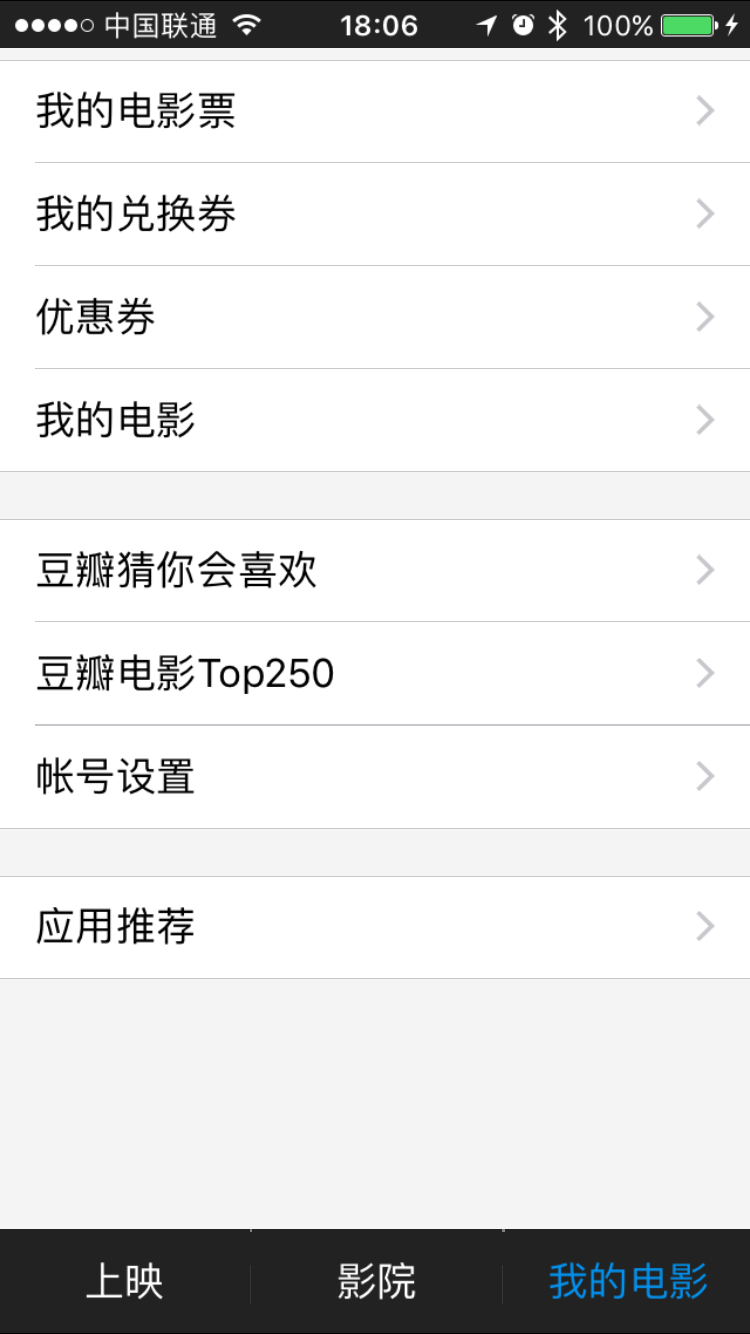 中国联通 18:06 100%
我的电影票
我的兑换券
优惠券
我的电影
豆瓣猜你会喜欢
豆瓣电影Top250
帐号设置
应用推荐
上映 影院 我的电影